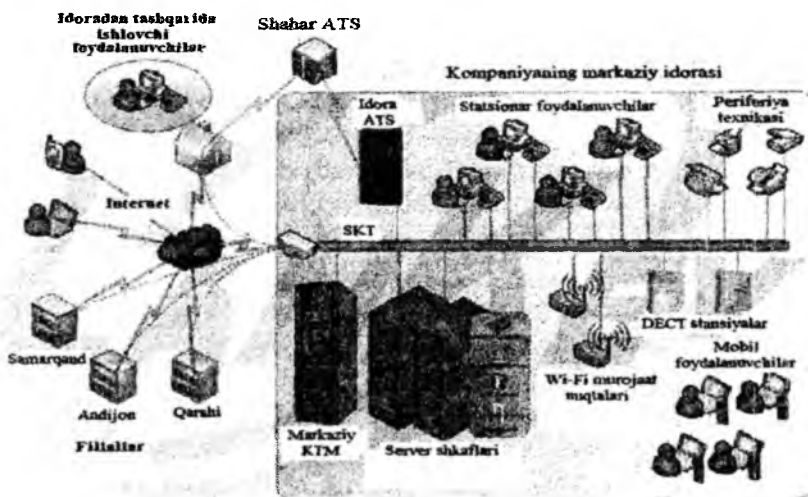 Idoradan tashqarida
ishlovchi
foydalanuvchilar
Shahar ATS
Kompaniyaning markaziy idorasi
Idora
ATS
Statsionar foydalanuvchilar
Periferiya
texnikasi
Internet
SKT
Samarqand
Andijon
Qarshi
Filiallar
Markaziy
KTM
Server shkaflari
Wi-Fi murojaat
nuqtalari
DECT stansiyalar
Mobil
foydalanuvchilar